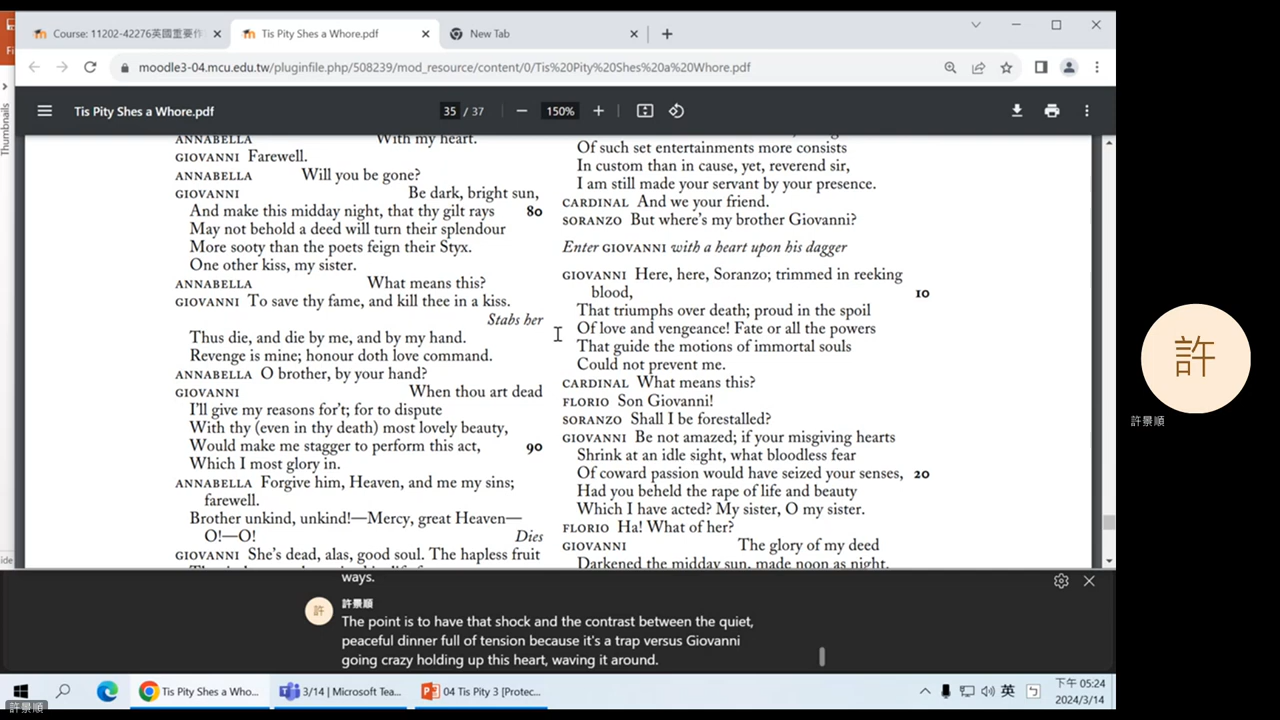 Course: 11202-42276英國重要作
Tis Pity Shes a Whore.pdf
New Tab
moodle3-04.mcu.edu.tw/pluginfile.php/508239/mod_resource/content/0/Tis%20Pity%20Shes%20a%20Whore.pdf
Tis Pity Shes a Whore.pdf
35 / 37
150%
Thumbnails
ANNABELLA With my heart.
GIOVANNI Farewell.
ANNABELLA Will you be gone?
GIOVANNI Be dark, bright sun,
And make this midday night, that thy gilt rays 80
May not behold a deed will turn their splendour
More sooty than the poets feign their Styx.
One other kiss, my sister.
ANNABELLA What means this?
GIOVANNI To save thy fame, and kill thee in a kiss.
Stabs her
Thus die, and die by me, and by my hand.
Revenge is mine; honour doth love command.
ANNABELLA O brother, by your hand?
GIOVANNI When thou art dead
I'll give my reasons for't; for to dispute
With thy (even in thy death) most lovely beauty,
Would make me stagger to perform this act, 90
Which I most glory in.
ANNABELLA Forgive him, Heaven, and me my sins;
farewell.
Brother unkind, unkind!—Mercy, great Heaven—
O!—O! Dies
GIOVANNI She's dead, alas, good soul. The hapless fruit
Of such set entertainments more consists
In custom than in cause, yet, reverend sir,
I am still made your servant by your presence.
CARDINAL And we your friend.
SORANZO But where's my brother Giovanni?
Enter GIOVANNI with a heart upon his dagger
GIOVANNI Here, here, Soranzo; trimmed in reeking
blood, 10
That triumphs over death; proud in the spoil
Of love and vengeance! Fate or all the powers
That guide the motions of immortal souls
Could not prevent me.
CARDINAL What means this?
FLORIO Son Giovanni!
SORANZO Shall I be forestalled?
GIOVANNI Be not amazed; if your misgiving hearts
Shrink at an idle sight, what bloodless fear
Of coward passion would have seized your senses, 20
Had you beheld the rape of life and beauty
Which I have acted? My sister, O my sister.
FLORIO Ha! What of her?
GIOVANNI The glory of my deed
Darkened the midday sun, made noon as night.
ways.
許
許景順
The point is to have that shock and the contrast between the quiet,
peaceful dinner full of tension because it's a trap versus Giovanni
going crazy holding up this heart, waving it around.
許
許景順
Tis Pity Shes a Who...
3/14 | Microsoft Tea...
04 Tis Pity 3 [Protec...
英
下午 05:24
2024/3/14
許景順